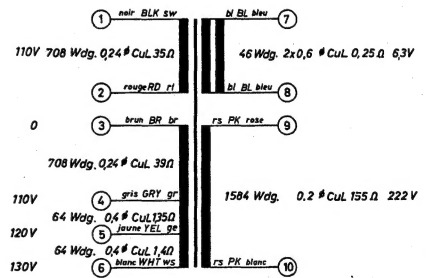 1 noir BLK sw bl BL bleu 7
110V 708 Wdg. 0,24 ø CuL 35Ω 46 Wdg. 2x0,6 ø CuL 0,25Ω 6,3V
2 rouge RD rt bl BL bleu 8
0 3 brun BR br rs PK rose 9
708 Wdg. 0,24 ø CuL 39Ω
110V 4 gris GRY gr 1584 Wdg. 0.2 ø CuL 155Ω 222V
64 Wdg. 0,4 ø CuL 1,35Ω
120V 5 jaune YEL ge
64 Wdg. 0,4 ø CuL 1,4Ω
130V 6 blanc WHT ws rs PK blanc 10